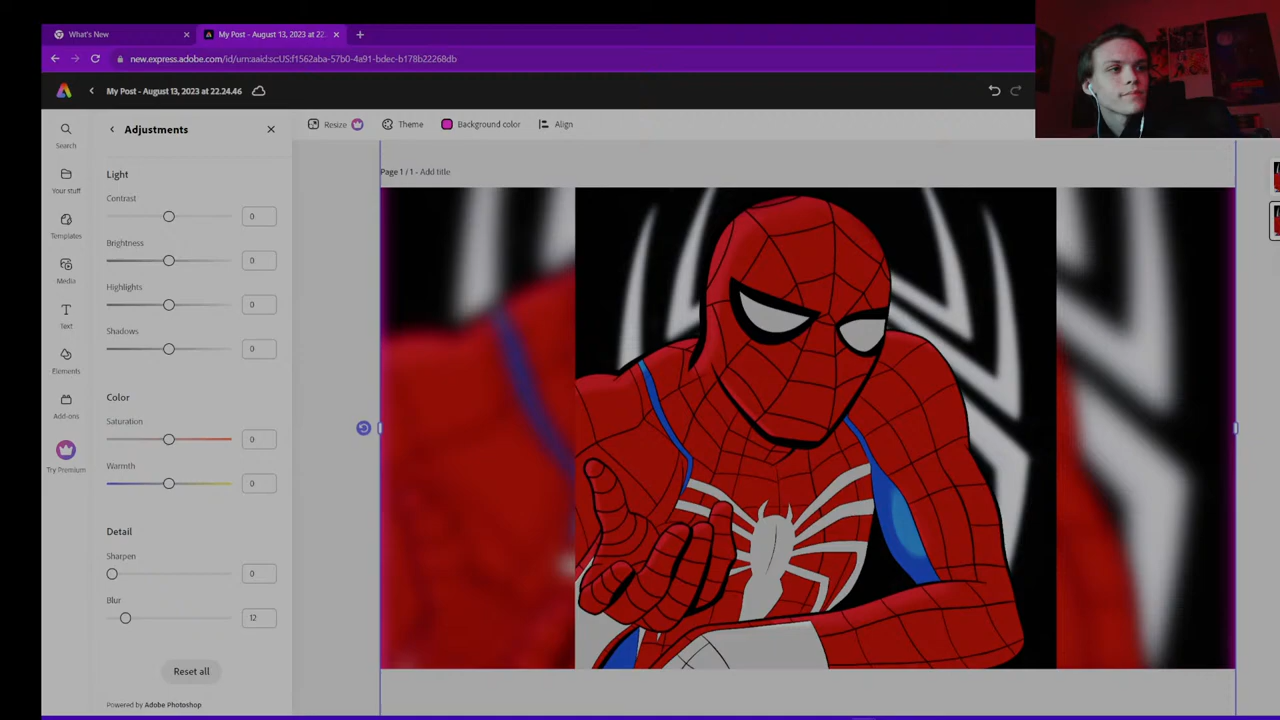 What's New
My Post - August 13, 2023 at 22...
new.express.adobe.com/id/urn:aaid:sc:US:f1562aba-57b0-4a91-bdec-b178b22268db
My Post - August 13, 2023 at 22.24.46
Adjustments
Resize
Theme
Background color
Align
Search
Your stuff
Templates
Media
Text
Elements
Add-ons
Try Premium
Light
Contrast
0
Brightness
0
Highlights
0
Shadows
0
Color
Saturation
0
Warmth
0
Detail
Sharpen
0
Blur
12
Reset all
Powered by Adobe Photoshop
Page 1 / 1 - Add title